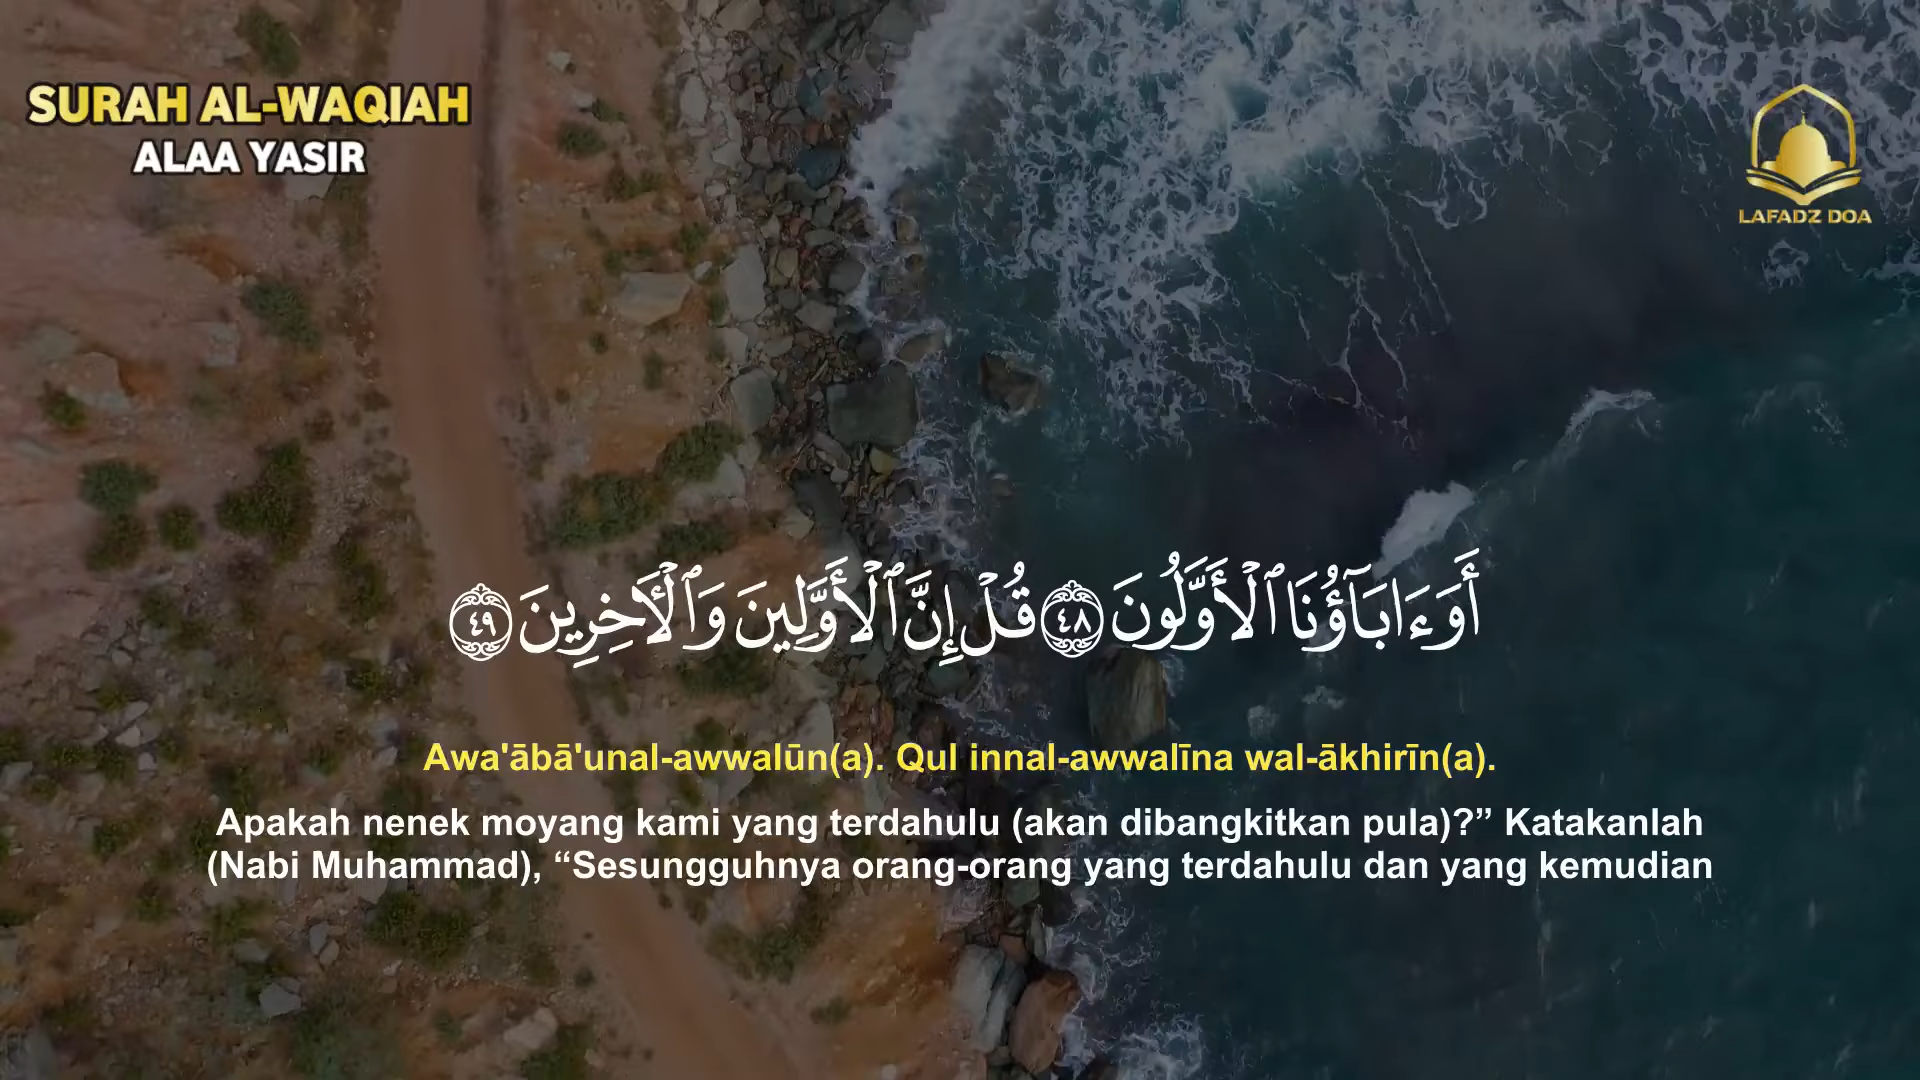 SURAH AL-WAQIAH
ALAA YASIR
LAFADZ DOA
أَوَءَابَآؤُنَا ٱلْأَوَّلُونَ ٤٨ قُلْ إِنَّ ٱلْأَوَّلِينَ وَٱلْأَخِرِينَ ٤٩
Awa'ābā'unal-awwalūn(a). Qul innal-awwalīna wal-ākhirīn(a).
Apakah nenek moyang kami yang terdahulu (akan dibangkitkan pula)?” Katakanlah
(Nabi Muhammad), “Sesungguhnya orang-orang yang terdahulu dan yang kemudian